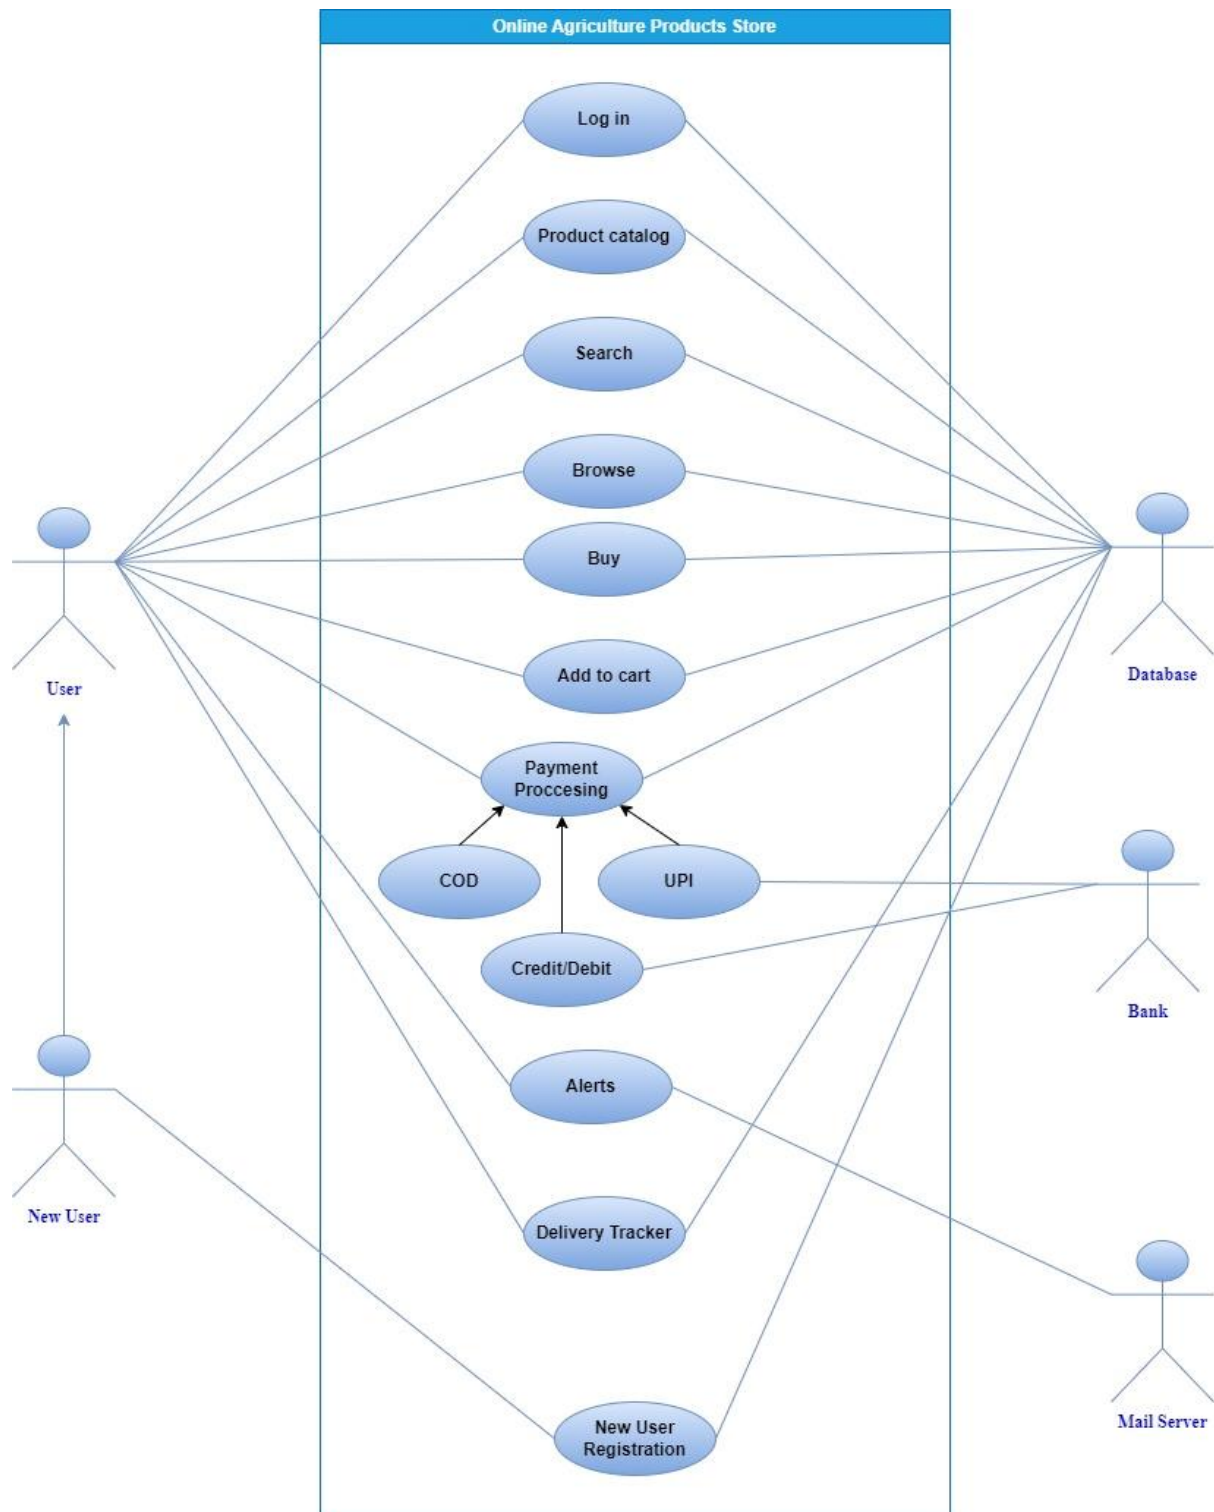 Online Agriculture Products Store
Log in
Product catalog
Search
Browse
Buy
User
Database
Add to cart
Payment
Proccesing
COD
UPI
Credit/Debit
Bank
Alerts
New User
Delivery Tracker
Mail Server
New User
Registration